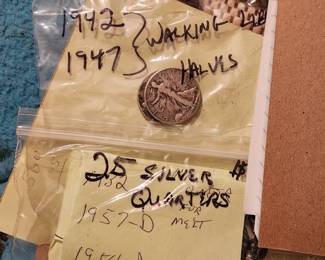 1942
1947 } WALKING
HALVES
25 SILVER $
QUARTERS
1957-D
MELT